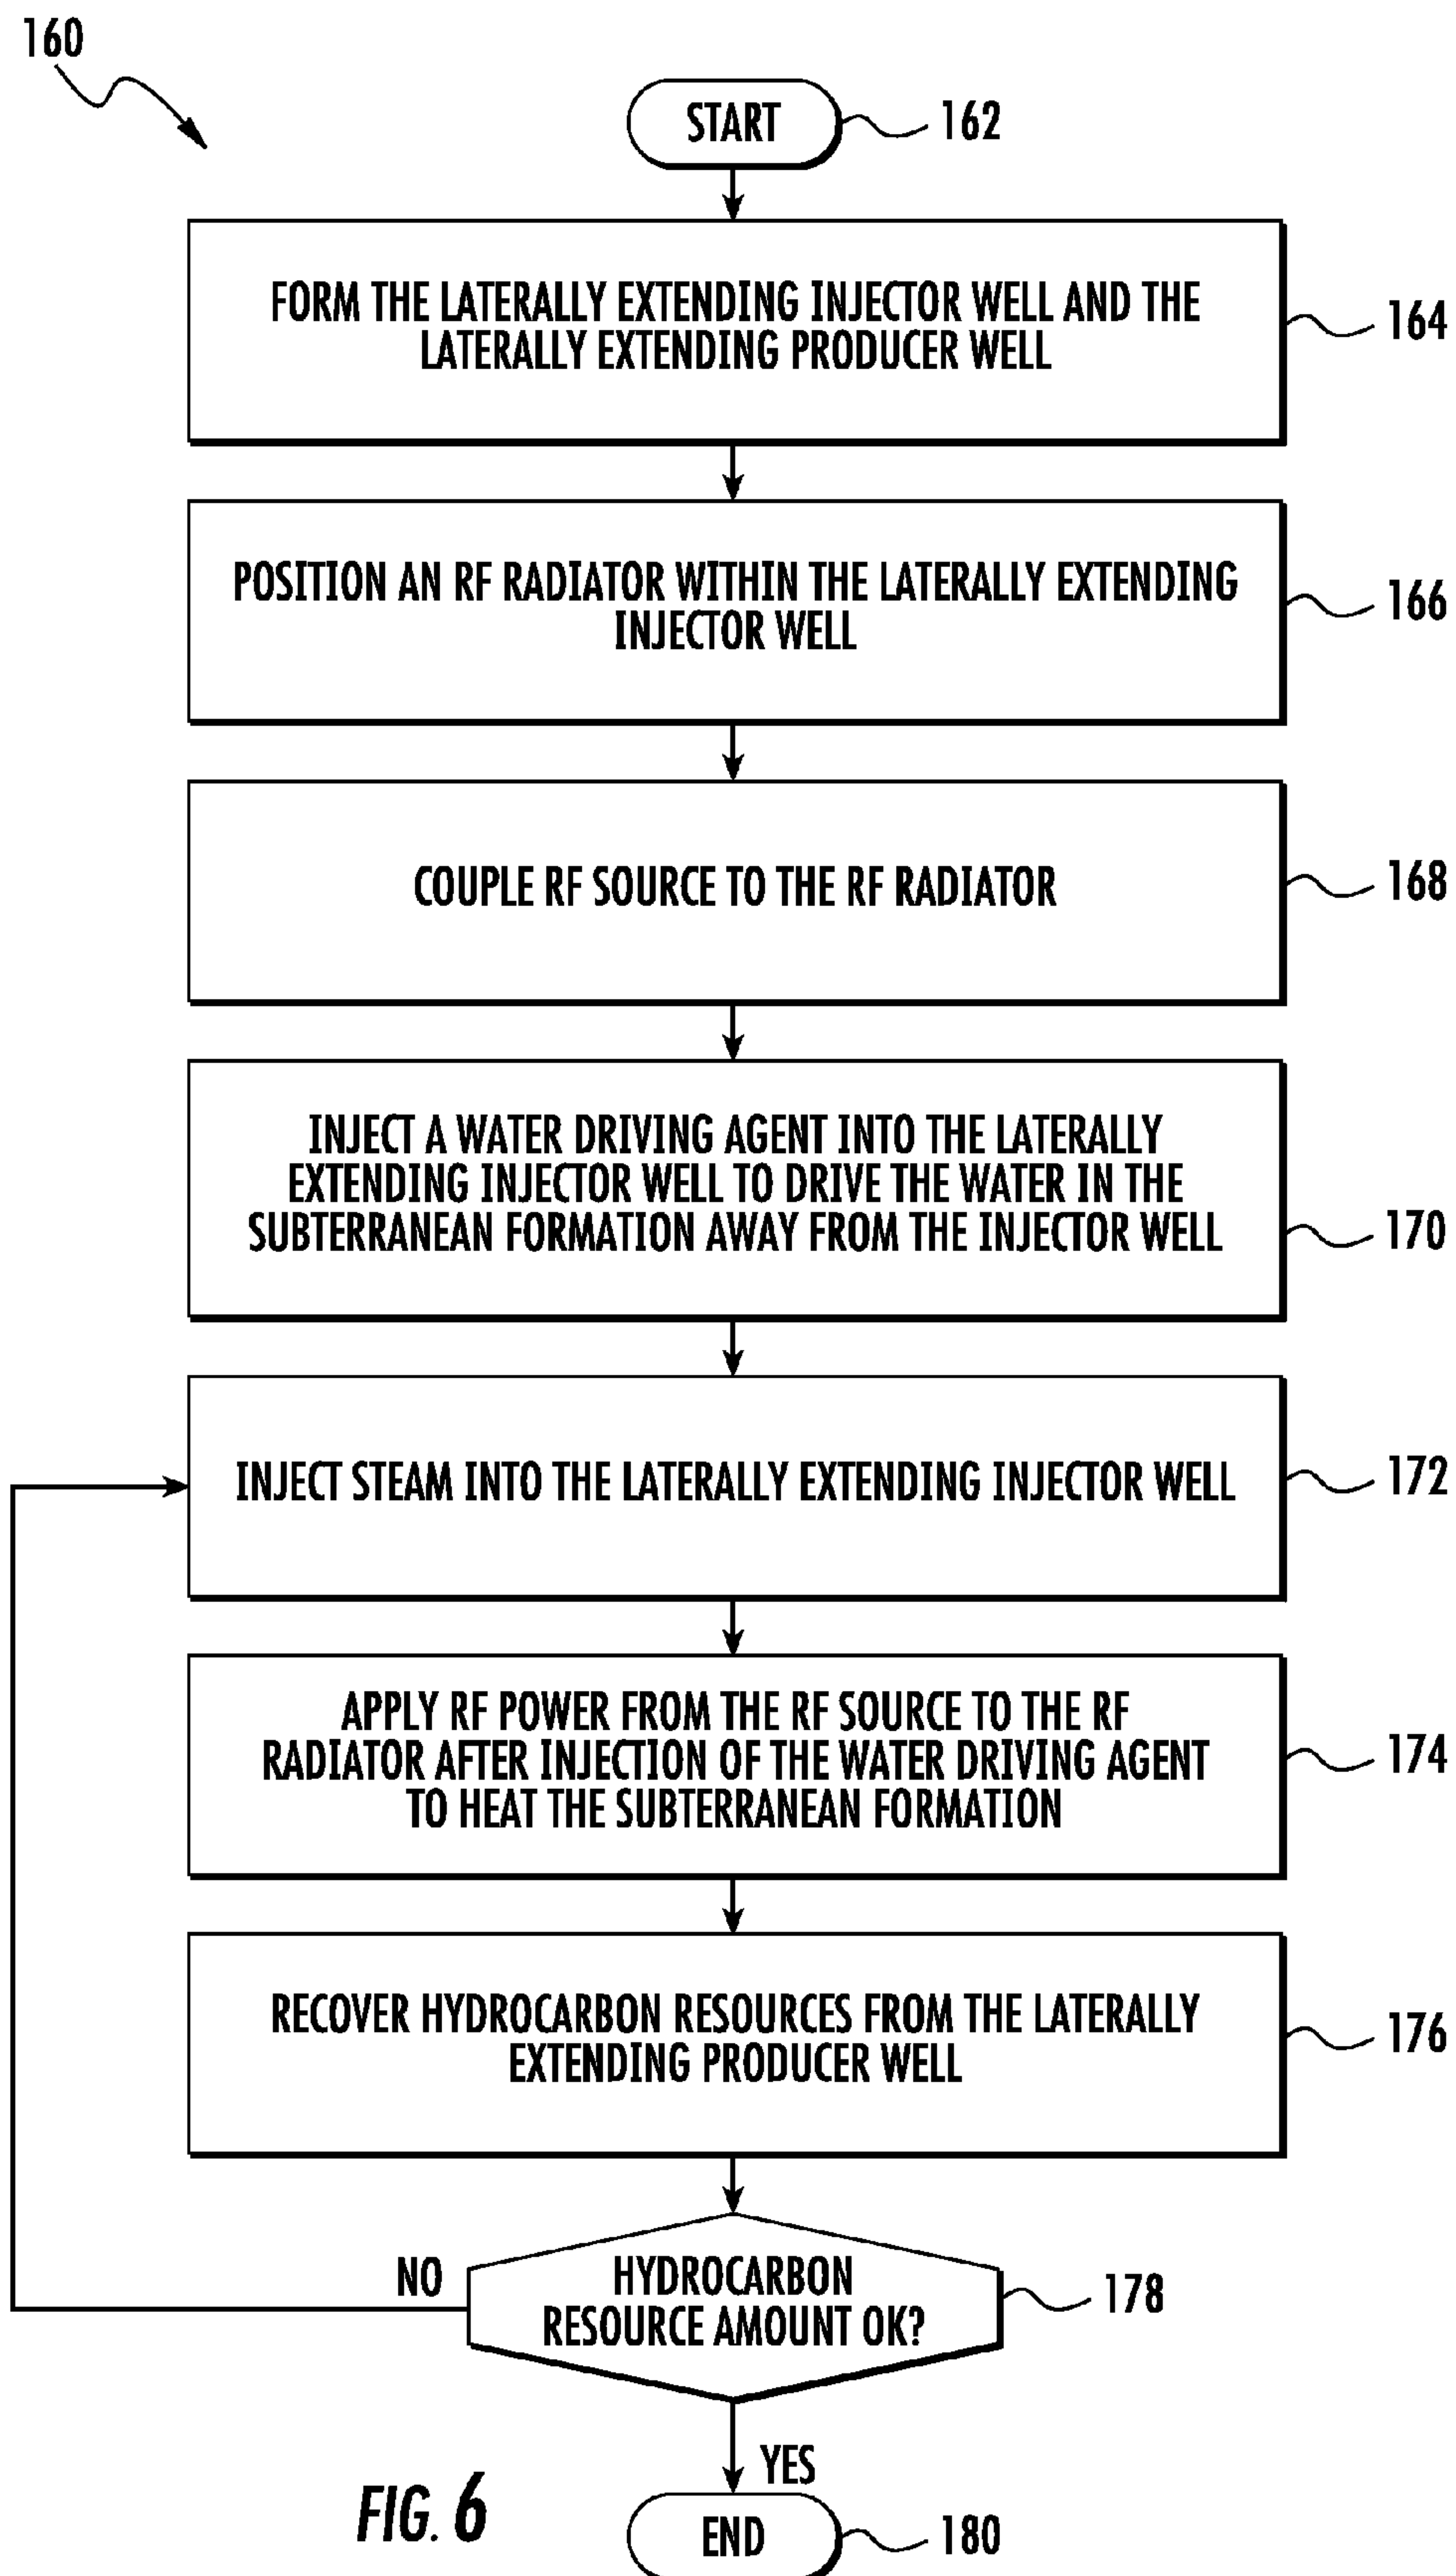 160
START
162
FORM THE LATERALLY EXTENDING INJECTOR WELL AND THE
LATERALLY EXTENDING PRODUCER WELL
164
POSITION AN RF RADIATOR WITHIN THE LATERALLY EXTENDING
INJECTOR WELL
166
COUPLE RF SOURCE TO THE RF RADIATOR
168
INJECT A WATER DRIVING AGENT INTO THE LATERALLY
EXTENDING INJECTOR WELL TO DRIVE THE WATER IN THE
SUBTERRANEAN FORMATION AWAY FROM THE INJECTOR WELL
170
INJECT STEAM INTO THE LATERALLY EXTENDING INJECTOR WELL
172
APPLY RF POWER FROM THE RF SOURCE TO THE RF
RADIATOR AFTER INJECTION OF THE WATER DRIVING AGENT
TO HEAT THE SUBTERRANEAN FORMATION
174
RECOVER HYDROCARBON RESOURCES FROM THE LATERALLY
EXTENDING PRODUCER WELL
176
NO
HYDROCARBON
RESOURCE AMOUNT OK?
178
YES
FIG. 6
END
180